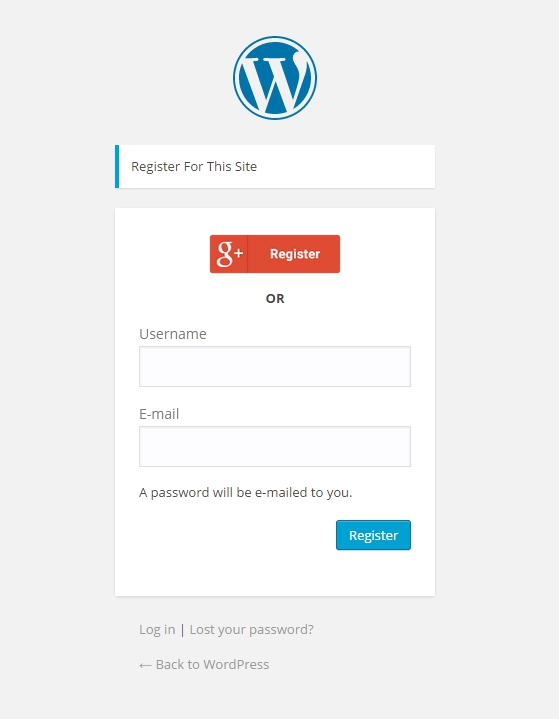 W
Register For This Site
g+ Register
OR
Username
E-mail
A password will be e-mailed to you.
Register
Log in | Lost your password?
← Back to WordPress